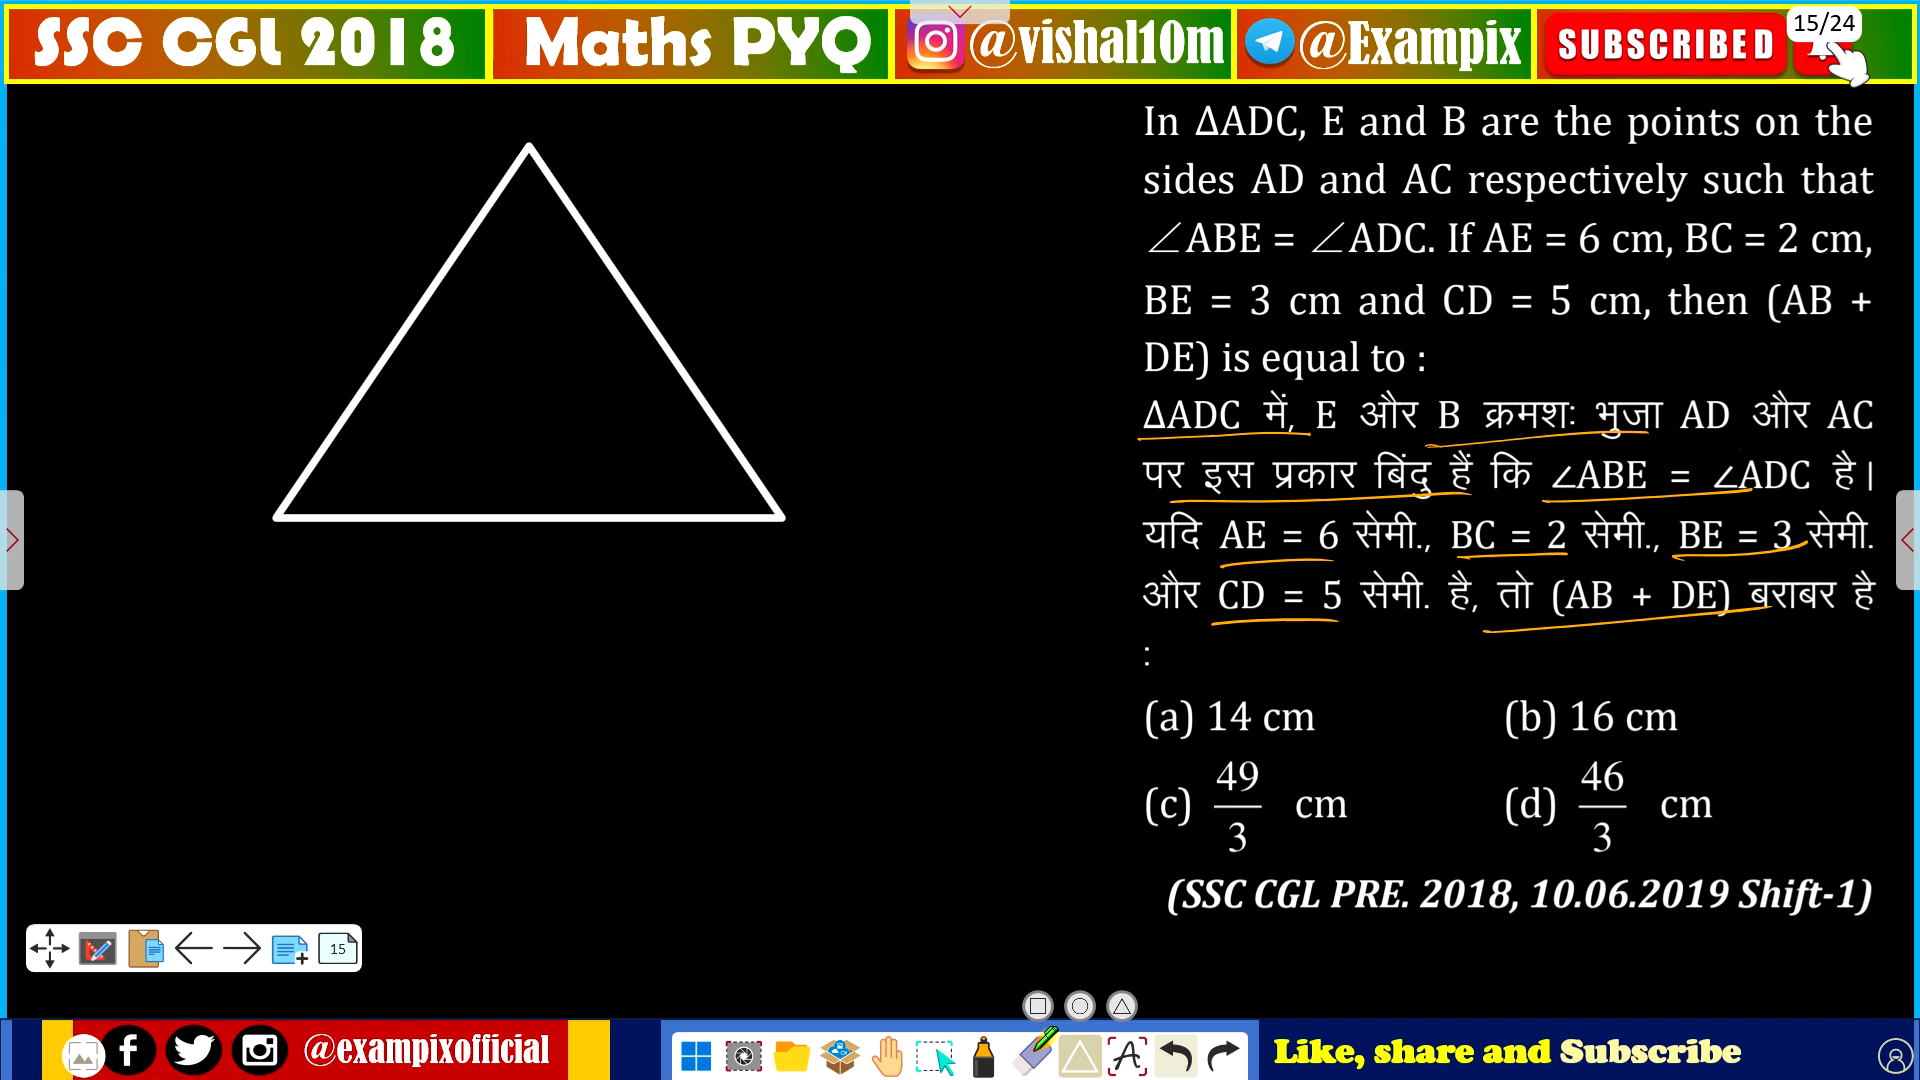 SSC CGL 2018 Maths PYQ @vishal10m @Exampix SUBSCRIBED 15/24
In ΔADC, E and B are the points on the
sides AD and AC respectively such that
∠ABE = ∠ADC. If AE = 6 cm, BC = 2 cm,
BE = 3 cm and CD = 5 cm, then (AB +
DE) is equal to :
ΔADC में, E और B क्रमशः भुजा AD और AC
पर इस प्रकार बिंदु हैं कि ∠ABE = ∠ADC है।
यदि AE = 6 सेमी., BC = 2 सेमी., BE = 3 सेमी.
और CD = 5 सेमी. है, तो (AB + DE) बराबर है
:
(a) 14 cm (b) 16 cm
(c) 49/3 cm (d) 46/3 cm
(SSC CGL PRE. 2018, 10.06.2019 Shift-1)
15
@exampixofficial
Like, share and Subscribe